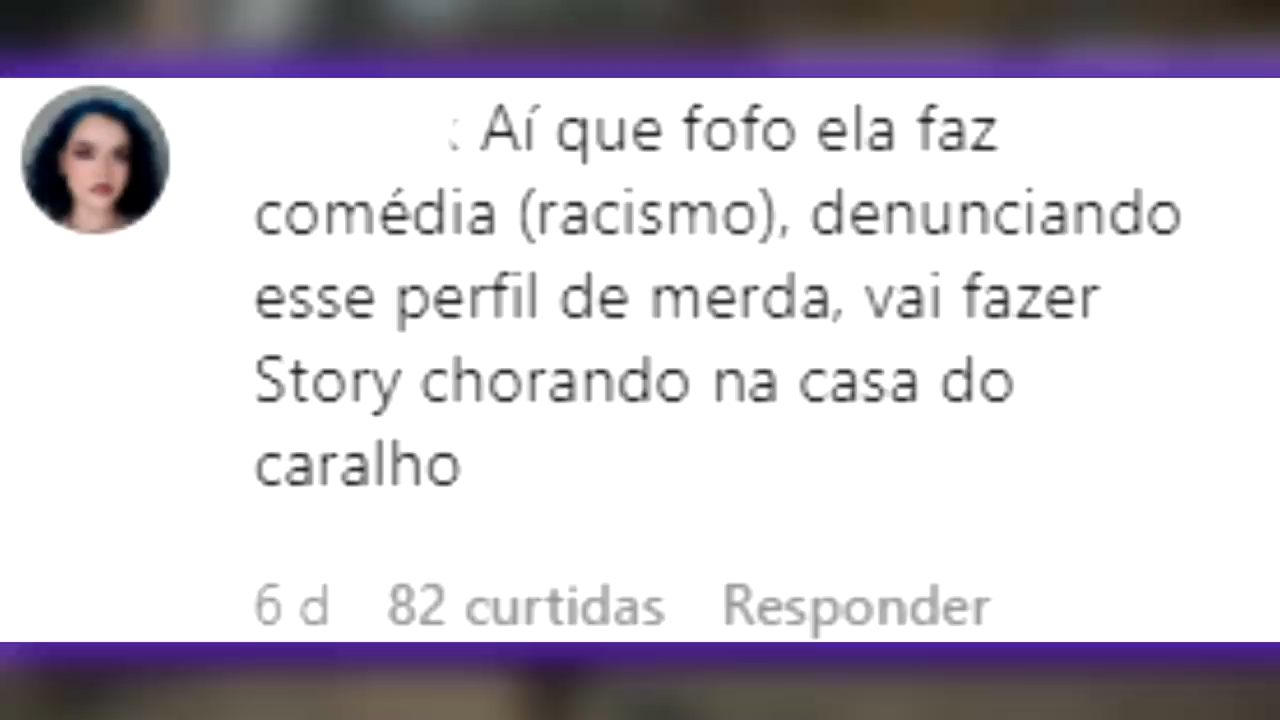 Aí que fofo ela faz
comédia (racismo), denunciando
esse perfil de merda, vai fazer
Story chorando na casa do
caralho
6 d 82 curtidas Responder